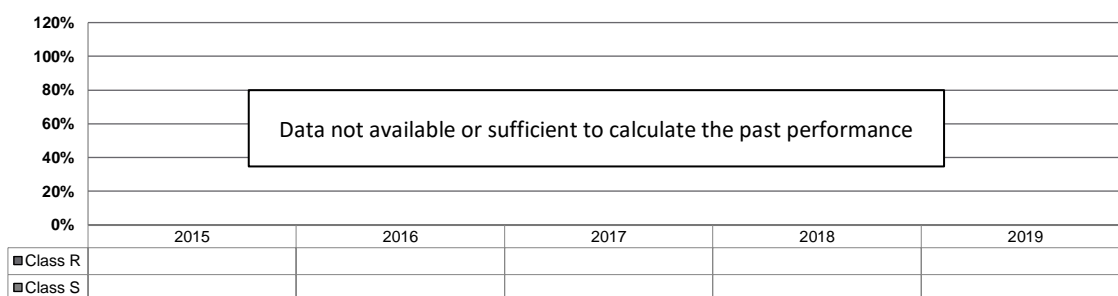 120%
100%
80%
Data not available or sufficient to calculate the past performance
60%
40%
20%
0%
2015 2016 2017 2018 2019
Class R
Class S